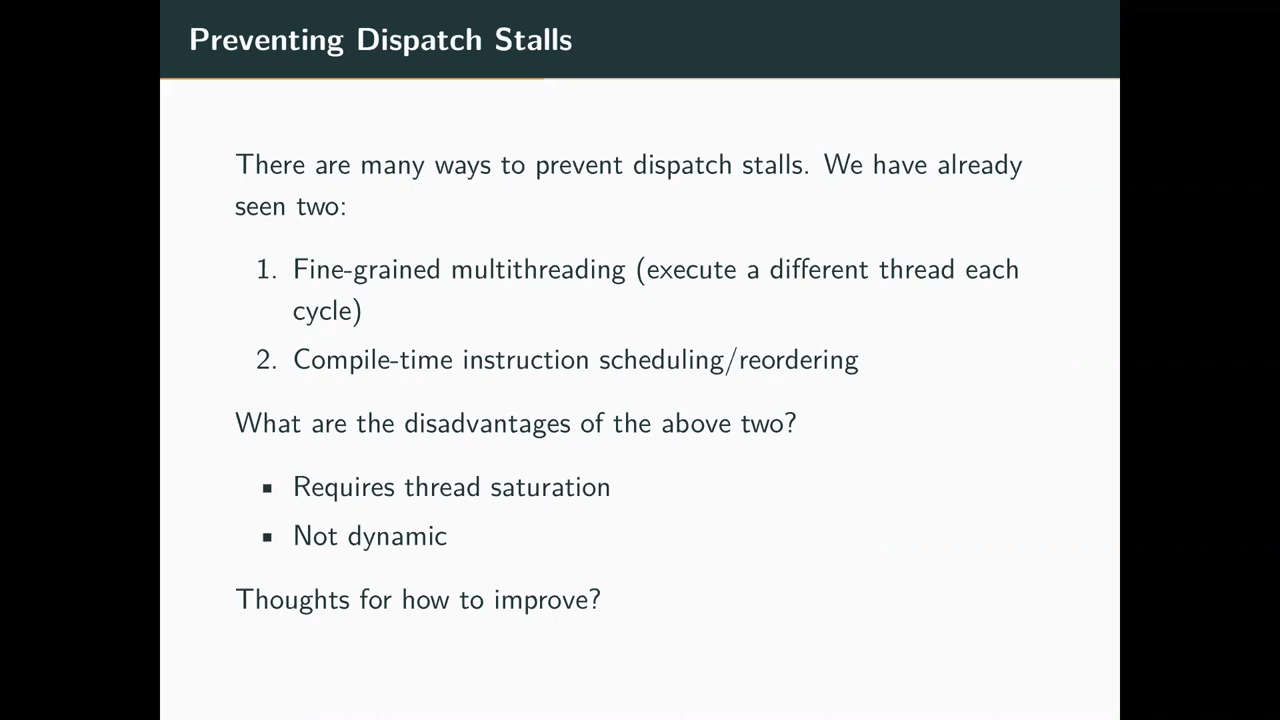 Preventing Dispatch Stalls
There are many ways to prevent dispatch stalls. We have already
seen two:
1. Fine-grained multithreading (execute a different thread each
cycle)
2. Compile-time instruction scheduling/reordering
What are the disadvantages of the above two?
▪ Requires thread saturation
▪ Not dynamic
Thoughts for how to improve?